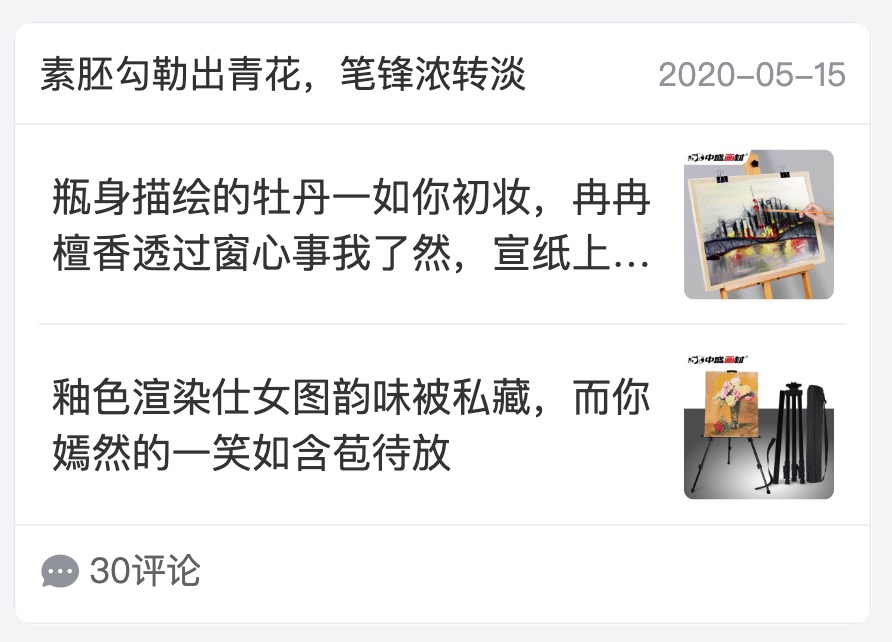 素胚勾勒出青花，笔锋浓转淡
2020-05-15
瓶身描绘的牡丹一如你初妆，冉冉
檀香透过窗心事我了然，宣纸上...
中盛画材
釉色渲染仕女图韵味被私藏，而你
嫣然的一笑如含苞待放
中盛画材
30评论